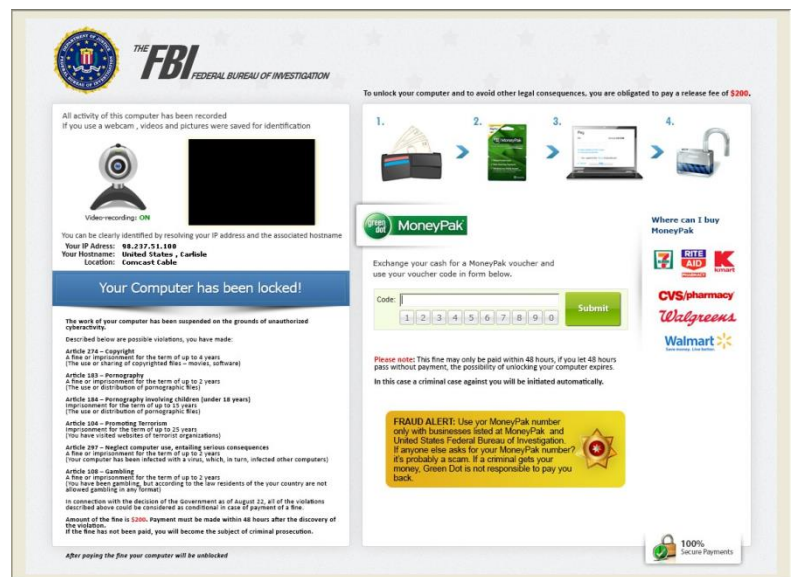 THE
FBI FEDERAL BUREAU OF INVESTIGATION
To unlock your computer and to avoid other legal consequences, you are obligated to pay a release fee of $200.
All activity of this computer has been recorded
If you use a webcam , videos and pictures were saved for identification
Video-recording: ON
You can be clearly identified by resolving your IP address and the associated hostname
Your IP Adress: 98.237.51.100
Your Hostname: United States , Carlisle
Location: Comcast Cable
Your Computer has been locked!
The work of your computer has been suspended on the grounds of unauthorized
cyberactivity.
Described below are possible violations, you have made:
Article 274 – Copyright
A fine or imprisonment for the term of up to 4 years
(The use or sharing of copyrighted files – movies, software)
Article 183 – Pornography
A fine or imprisonment for the term of up to 2 years
(The use or distribution of pornographic files)
Article 184 – Pornography involving children (under 18 years)
Imprisonment for the term of up to 15 years
(The use or distribution of pornographic files)
Article 104 – Promoting Terrorism
Imprisonment for the term of up to 25 years
(You have visited websites of terrorist organizations)
Article 297 – Neglect computer use, entailing serious consequences
A fine or imprisonment for the term of up to 2 years
(Your computer has been infected with a virus, which, in turn, infected other computers)
Article 108 – Gambling
A fine or imprisonment for the term of up to 2 years
(You have been gambling, but according to the law residents of the your country are not
allowed gambling in any format)
In connection with the decision of the Government as of August 22, all of the violations
described above could be considered as conditional in case of payment of a fine.
Amount of the fine is $200. Payment must be made within 48 hours after the discovery of
the violation.
If the fine has not been paid, you will become the subject of criminal prosecution.
After paying the fine your computer will be unblocked
1. 2. 3. 4.
green dot MoneyPak
Exchange your cash for a MoneyPak voucher and
use your voucher code in form below.
Code:
1 2 3 4 5 6 7 8 9 0
Submit
Please note: This fine may only be paid within 48 hours, if you let 48 hours
pass without payment, the possibility of unlocking your computer expires.
In this case a criminal case against you will be initiated automatically.
FRAUD ALERT: Use yor MoneyPak number
only with businesses listed at MoneyPak and
United States Federal Bureau of Investigation.
If anyone else asks for your MoneyPak number?
it's probably a scam. If a criminal gets your
money, Green Dot is not responsible to pay you
back.
Where can I buy
MoneyPak
RITE
AID
PHARMACY
kmart
CVS/pharmacy
Walgreens
Walmart
Save money. Live better.
100%
Secure Payments